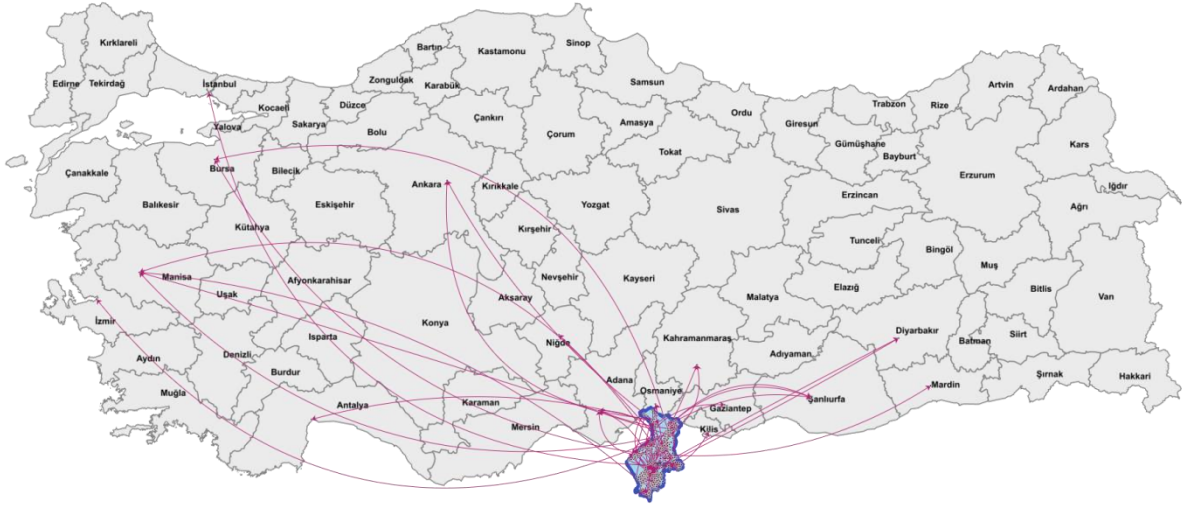 Kırklareli
Edirne
Tekirdağ
İstanbul
Kocaeli
Yalova
Sakarya
Düzce
Bolu
Zonguldak
Bartın
Karabük
Kastamonu
Sinop
Çankırı
Samsun
Çorum
Amasya
Ordu
Tokat
Giresun
Trabzon
Gümüşhane
Bayburt
Rize
Artvin
Ardahan
Kars
Iğdır
Ağrı
Erzurum
Erzincan
Çanakkale
Balıkesir
Bursa
Bilecik
Eskişehir
Kütahya
Ankara
Kırıkkale
Kırşehir
Yozgat
Sivas
Tunceli
Bingöl
Muş
Bitlis
Van
Manisa
Uşak
Afyonkarahisar
Aksaray
Nevşehir
Kayseri
Malatya
Elazığ
Diyarbakır
Batman
Siirt
İzmir
Aydın
Denizli
Isparta
Burdur
Konya
Niğde
Kahramanmaraş
Adıyaman
Mardin
Şırnak
Hakkari
Muğla
Antalya
Karaman
Mersin
Adana
Osmaniye
Gaziantep
Kilis
Şanlıurfa